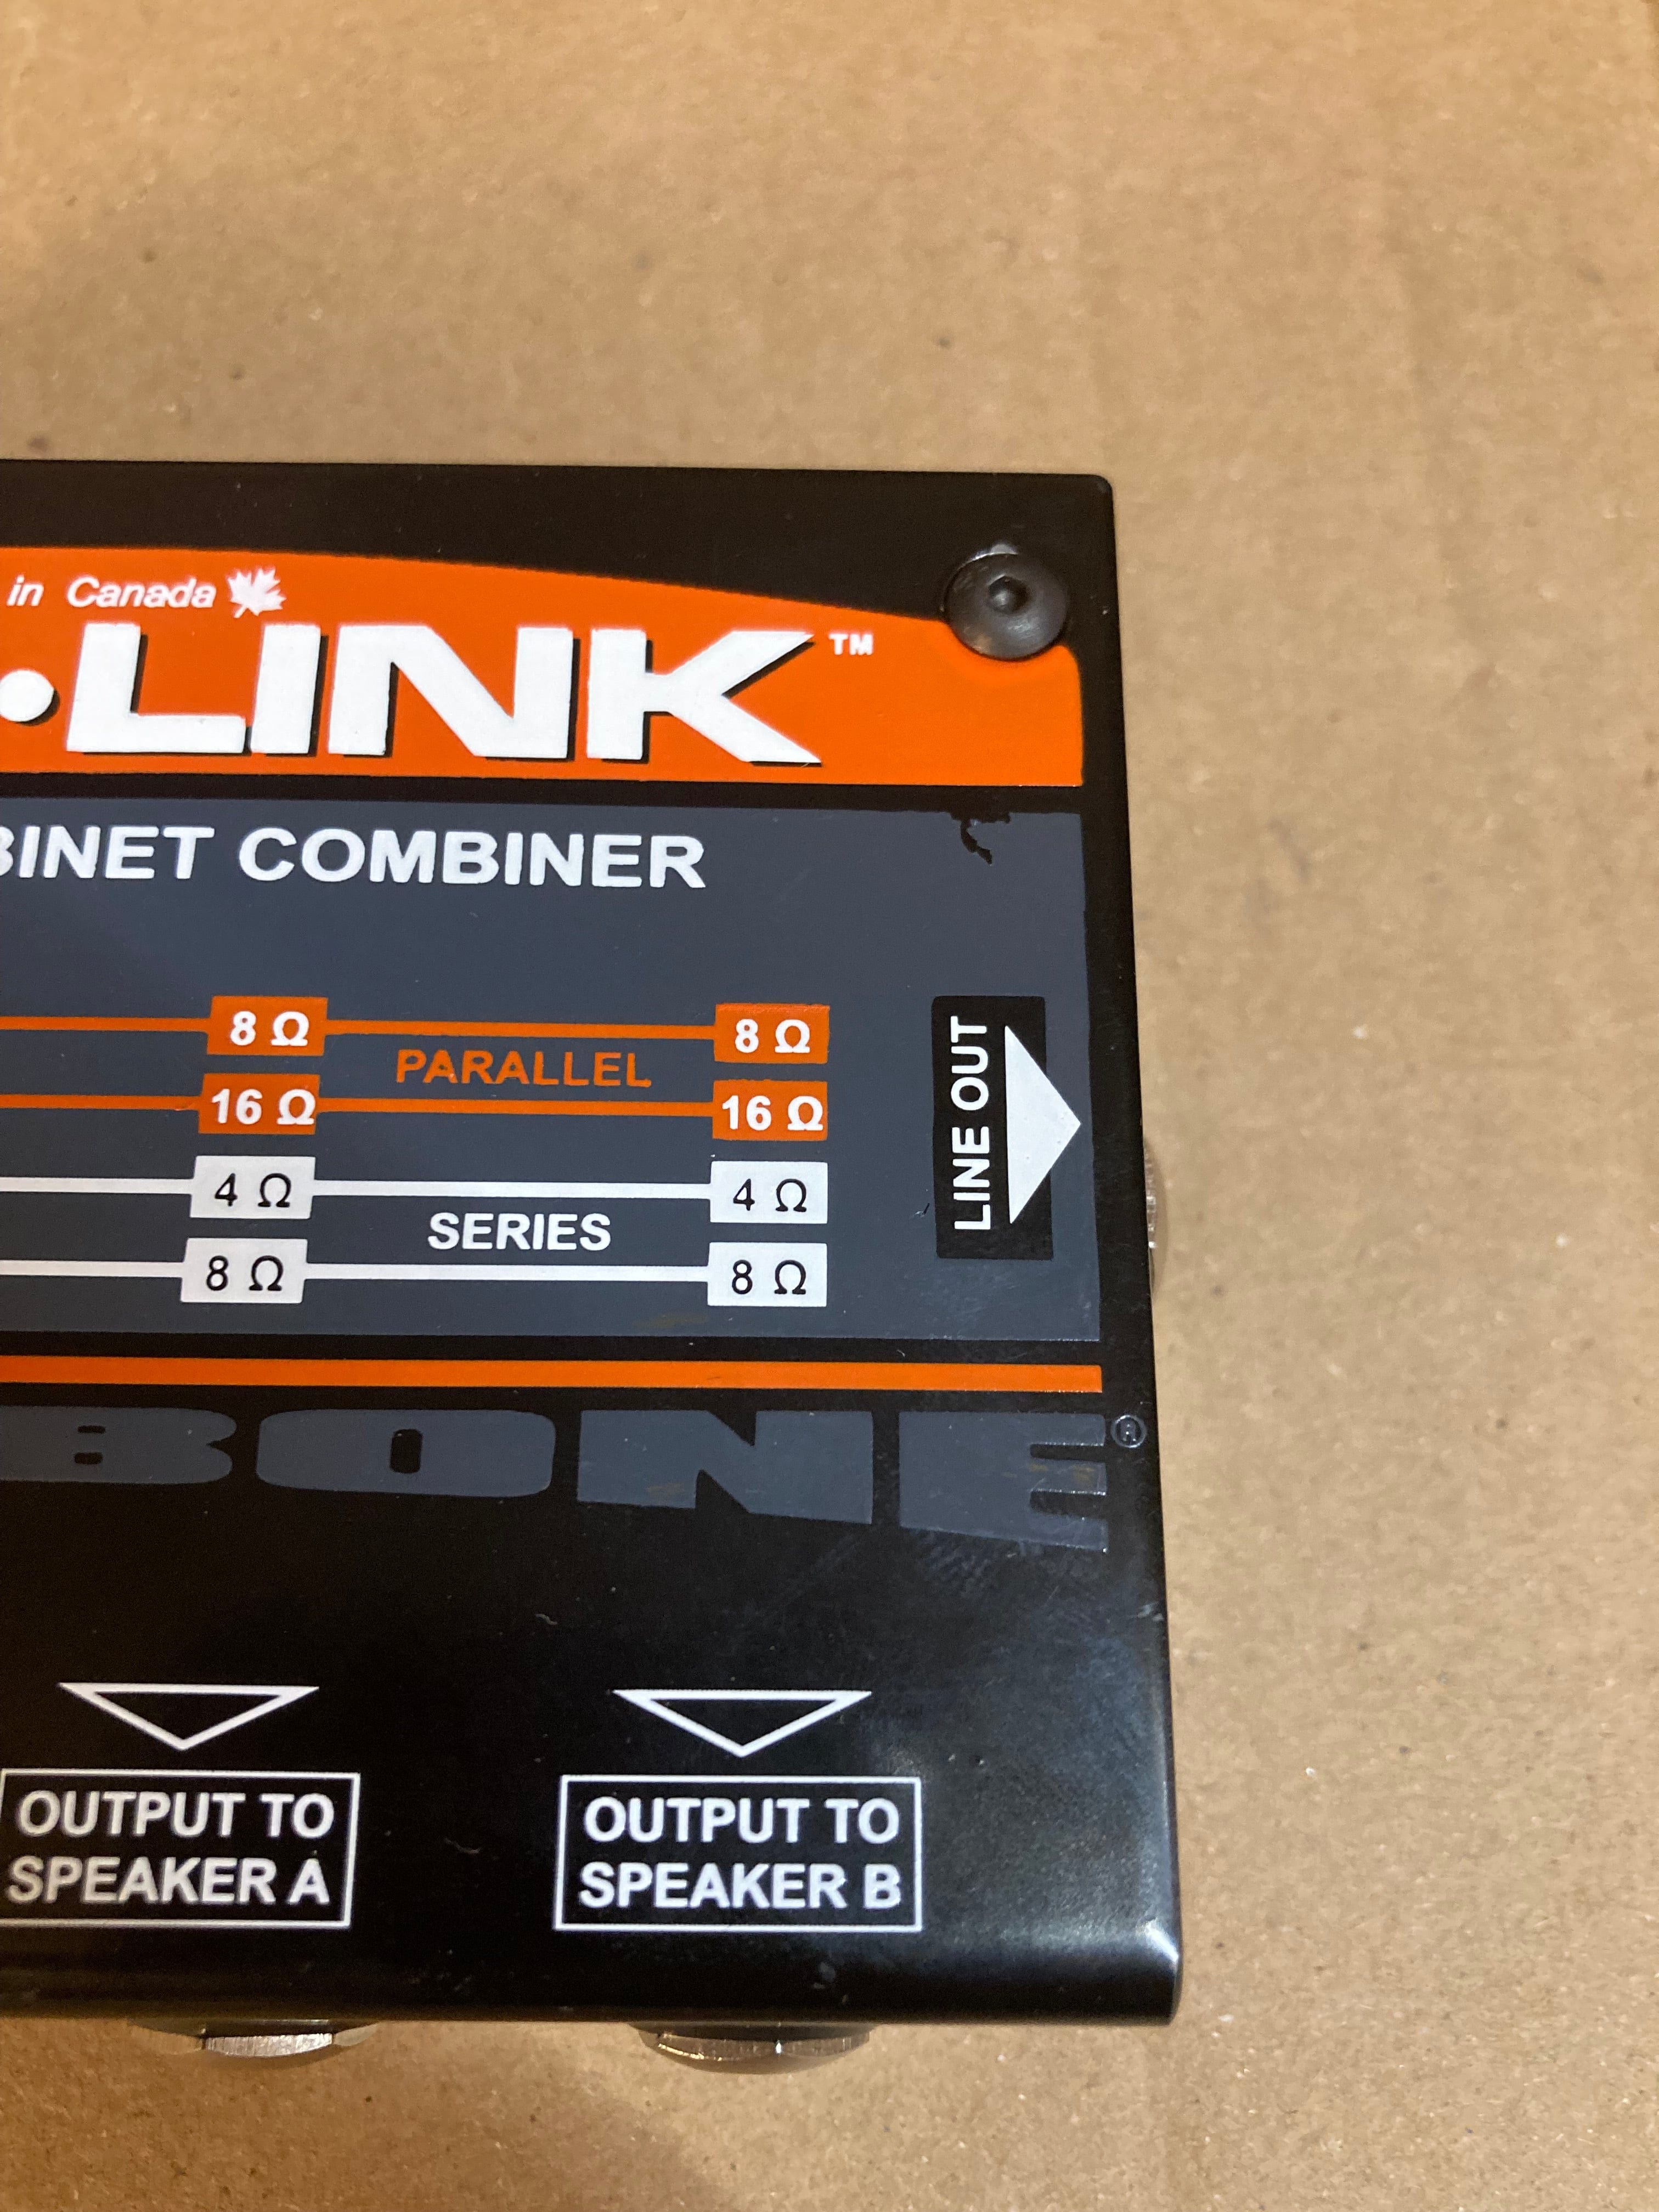 in Canada
•LINK™
BINET COMBINER
8 Ω 8 Ω
PARALLEL
16 Ω 16 Ω
4 Ω 4 Ω
SERIES
8 Ω 8 Ω
LINE OUT
BONE®
OUTPUT TO
SPEAKER A
OUTPUT TO
SPEAKER B